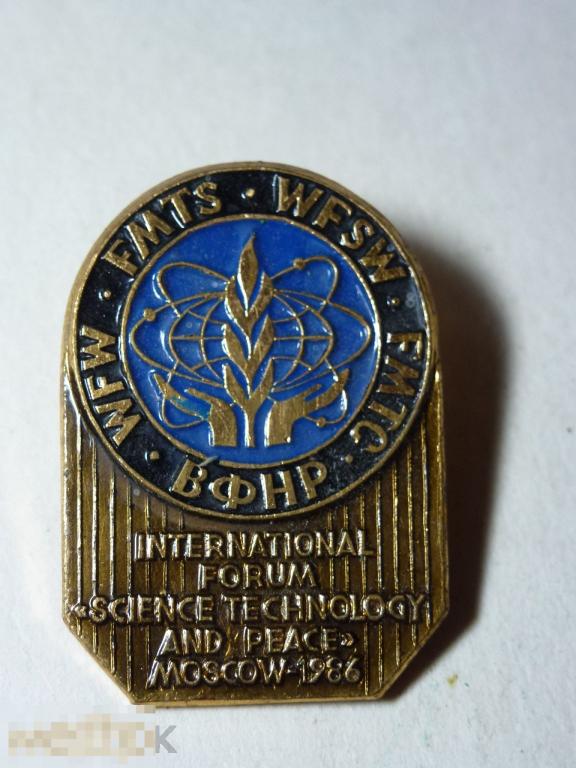 WFW · FMTS · WFSW · FMTC · ВФНР ·
INTERNATIONAL
FORUM
«SCIENCE TECHNOLOGY
AND PEACE»
MOSCOW-1986